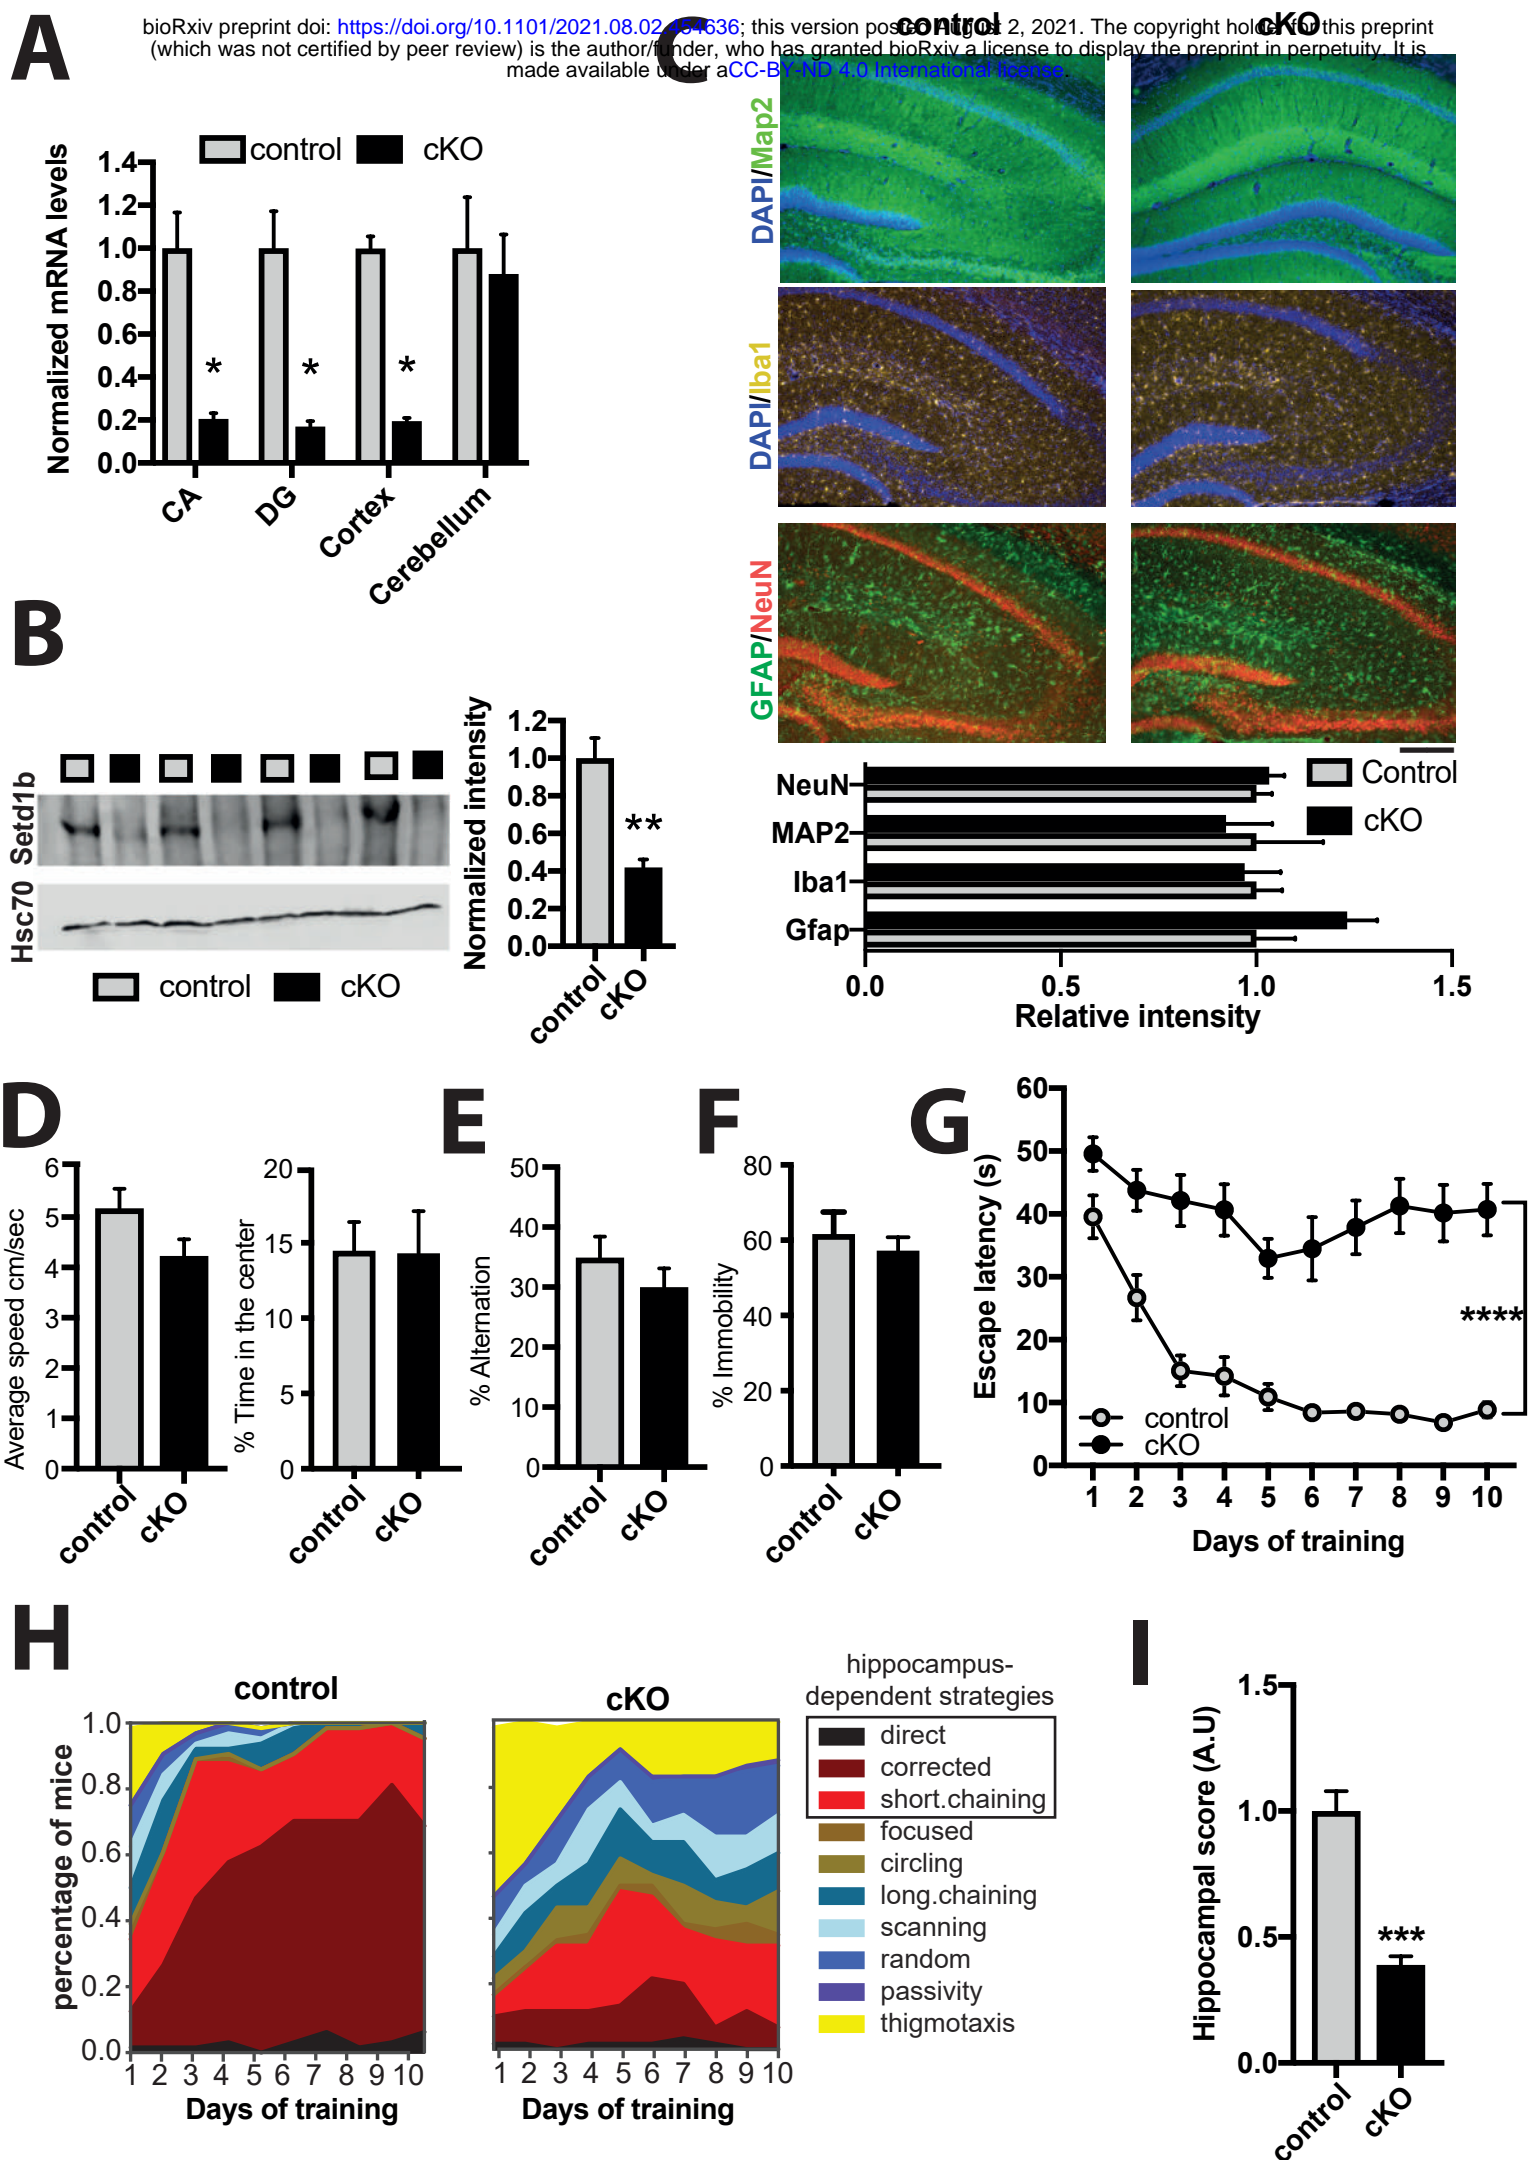 bioRxiv preprint doi: https://doi.org/10.1101/2021.08.02.454636; this version posted August 2, 2021. The copyright holder for this preprint
(which was not certified by peer review) is the author/funder, who has granted bioRxiv a license to display the preprint in perpetuity. It is
made available under aCC-BY-ND 4.0 International license.
A
control cKO
Normalized mRNA levels
1.4
1.2
1.0
0.8
0.6
0.4
0.2
0.0
* * *
CA
DG
Cortex
Cerebellum
B
Setd1b
Hsc70
control cKO
Normalized intensity
1.2
1.0
0.8
0.6
0.4
0.2
0.0
**
control
cKO
C
control cKO
DAPI/Map2
DAPI/Iba1
GFAP/NeuN
NeuN
MAP2
Iba1
Gfap
Control
cKO
0.0 0.5 1.0 1.5
Relative intensity
D
Average speed cm/sec
6
5
4
3
2
1
0
control
cKO
% Time in the center
20
15
10
5
0
control
cKO
E
% Alternation
50
40
30
20
10
0
control
cKO
F
% Immobility
80
60
40
20
0
control
cKO
G
Escape latency (s)
60
50
40
30
20
10
0
****
control
cKO
1 2 3 4 5 6 7 8 9 10
Days of training
H
control
percentage of mice
1.0
0.8
0.6
0.4
0.2
0.0
1 2 3 4 5 6 7 8 9 10
Days of training
cKO
1 2 3 4 5 6 7 8 9 10
Days of training
hippocampus-
dependent strategies
direct
corrected
short.chaining
focused
circling
long.chaining
scanning
random
passivity
thigmotaxis
I
Hippocampal score (A.U)
1.5
1.0
0.5
0.0
***
control
cKO